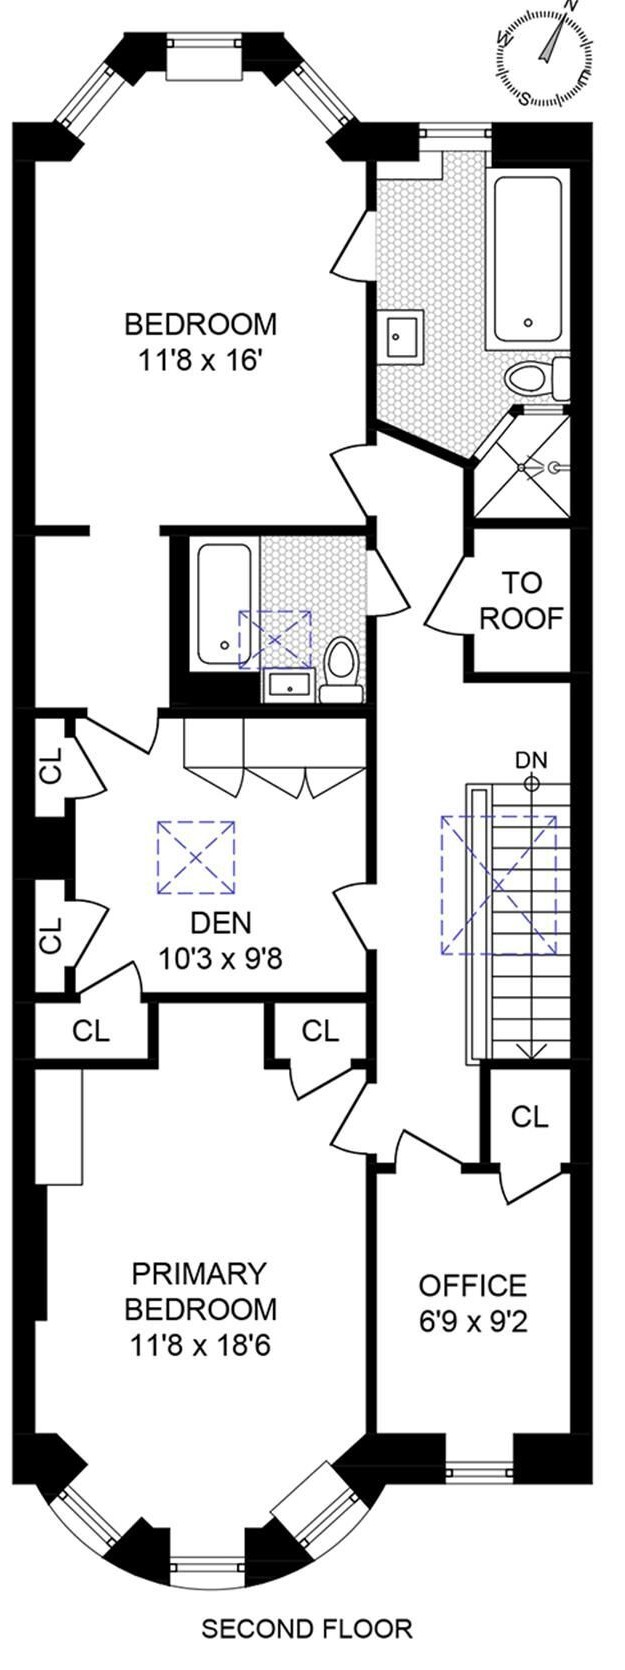 N
W
E
S
BEDROOM
11'8 x 16'
TO
ROOF
CL
DN
DEN
10'3 x 9'8
CL
CL
CL
CL
PRIMARY
BEDROOM
11'8 x 18'6
OFFICE
6'9 x 9'2
SECOND FLOOR